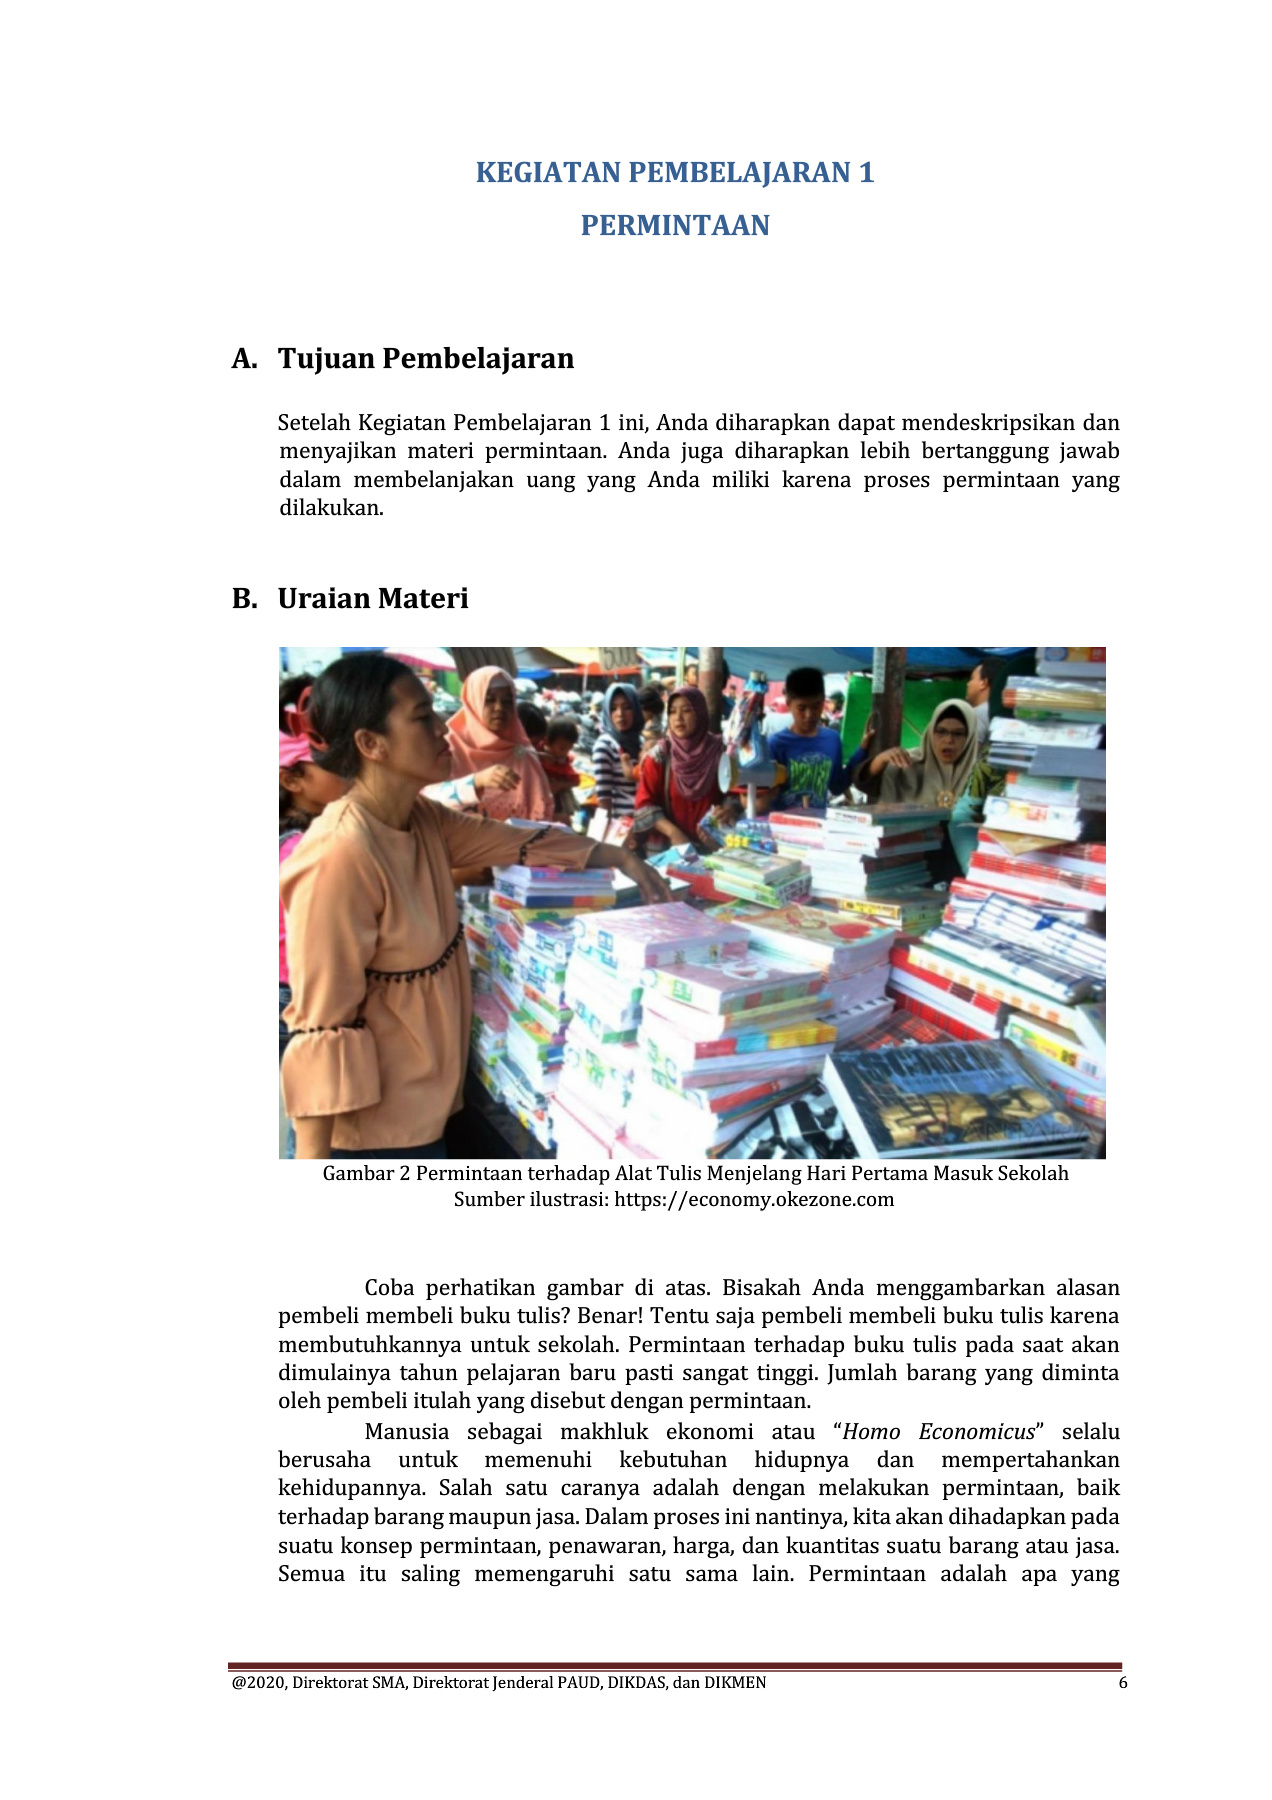 KEGIATAN PEMBELAJARAN 1
PERMINTAAN
A. Tujuan Pembelajaran
Setelah Kegiatan Pembelajaran 1 ini, Anda diharapkan dapat mendeskripsikan dan
menyajikan materi permintaan. Anda juga diharapkan lebih bertanggung jawab
dalam membelanjakan uang yang Anda miliki karena proses permintaan yang
dilakukan.
B. Uraian Materi
Gambar 2 Permintaan terhadap Alat Tulis Menjelang Hari Pertama Masuk Sekolah
Sumber ilustrasi: https://economy.okezone.com
Coba perhatikan gambar di atas. Bisakah Anda menggambarkan alasan
pembeli membeli buku tulis? Benar! Tentu saja pembeli membeli buku tulis karena
membutuhkannya untuk sekolah. Permintaan terhadap buku tulis pada saat akan
dimulainya tahun pelajaran baru pasti sangat tinggi. Jumlah barang yang diminta
oleh pembeli itulah yang disebut dengan permintaan.
Manusia sebagai makhluk ekonomi atau “Homo Economicus” selalu
berusaha untuk memenuhi kebutuhan hidupnya dan mempertahankan
kehidupannya. Salah satu caranya adalah dengan melakukan permintaan, baik
terhadap barang maupun jasa. Dalam proses ini nantinya, kita akan dihadapkan pada
suatu konsep permintaan, penawaran, harga, dan kuantitas suatu barang atau jasa.
Semua itu saling memengaruhi satu sama lain. Permintaan adalah apa yang
@2020, Direktorat SMA, Direktorat Jenderal PAUD, DIKDAS, dan DIKMEN 6